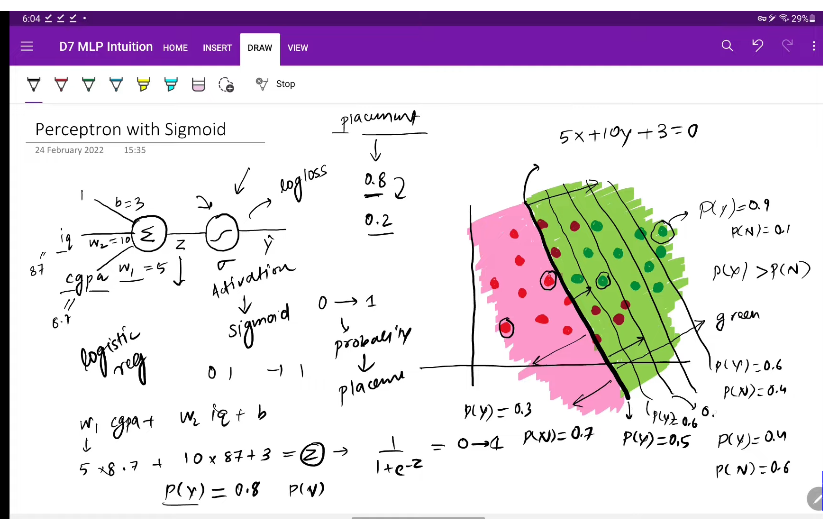 6:04
29%
D7 MLP Intuition HOME INSERT DRAW VIEW
Stop
Perceptron with Sigmoid
24 February 2022 15:35
placement
0.8
0.2
5x+10y+3=0
logloss
1
b=3
iq
w2=10
Σ
z
ŷ
87
cgpa
w1=5
8.7
σ
Activation
sigmoid
0 → 1
probability
placeme
logistic
reg
0 1 → 1
w1 cgpa + w2 iq + b
5 x 8.7 + 10 x 87 + 3 = z → 1/1+e-z = 0→1
P(Y) = 0.8 P(N)
P(Y)=0.9
P(N)=0.1
P(Y) > P(N)
green
P(Y)=0.6
P(N)=0.4
P(Y)=0.3
P(N)=0.7
P(Y)=0.5
P(Y)=0.6 0.
P(Y)=0.4
P(N)=0.6